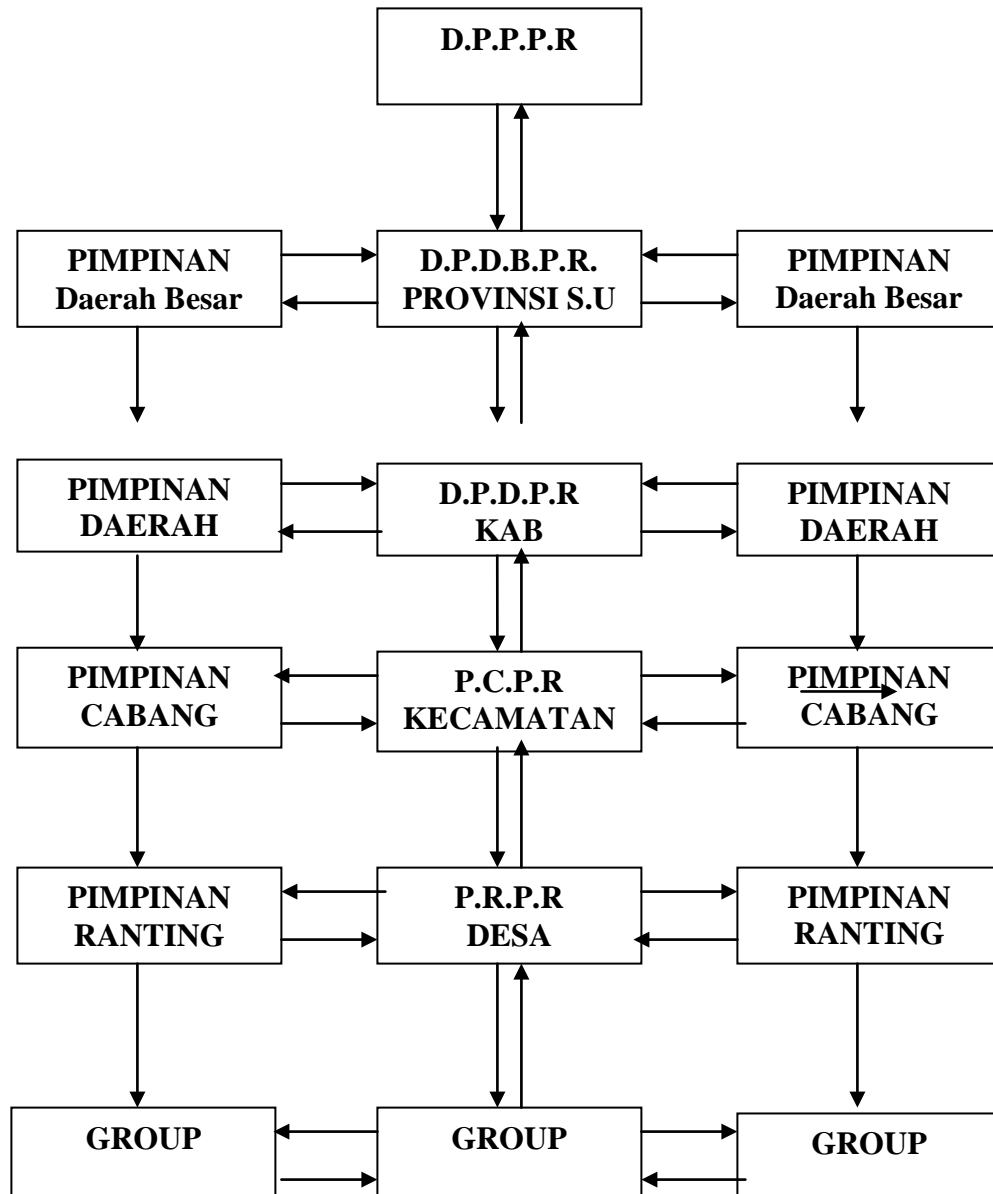 D.P.P.P.R
PIMPINAN
Daerah Besar
D.P.D.B.P.R.
PROVINSI S.U
PIMPINAN
Daerah Besar
PIMPINAN
DAERAH
D.P.D.P.R
KAB
PIMPINAN
DAERAH
PIMPINAN
CABANG
P.C.P.R
KECAMATAN
PIMPINAN
CABANG
PIMPINAN
RANTING
P.R.P.R
DESA
PIMPINAN
RANTING
GROUP
GROUP
GROUP